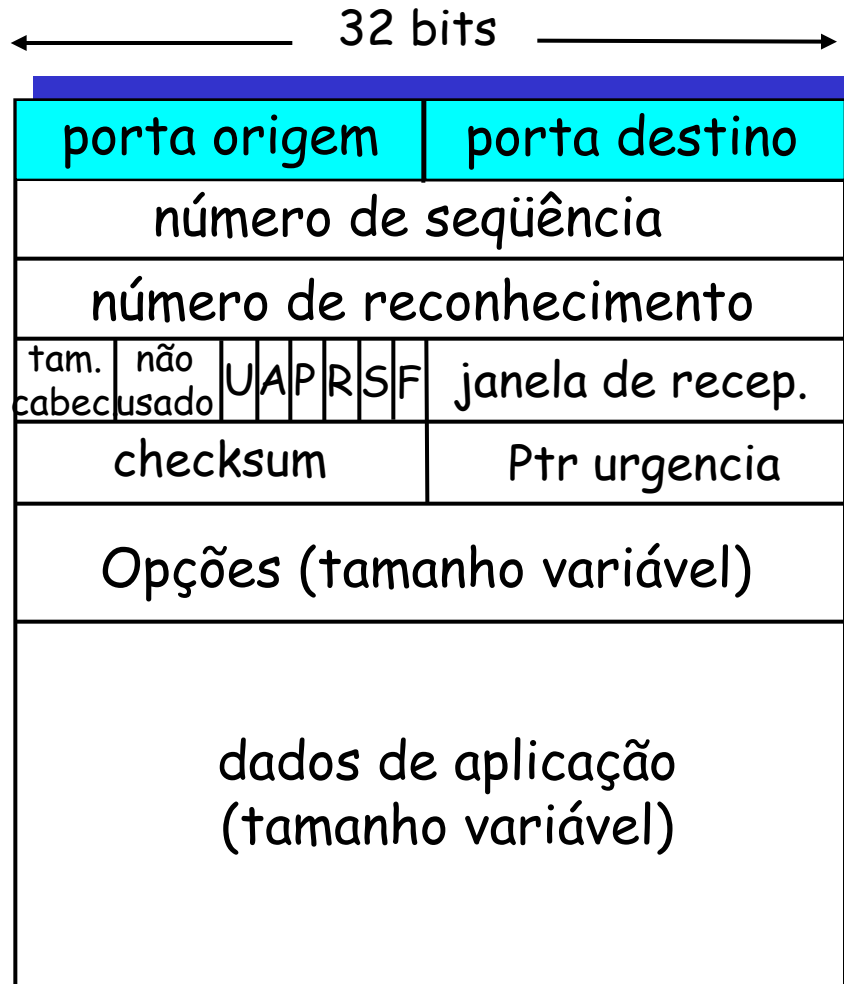 32 bits
porta origem
porta destino
número de seqüência
número de reconhecimento
tam.
cabec.
não
usado
U
A
P
R
S
F
janela de recep.
checksum
Ptr urgencia
Opções (tamanho variável)
dados de aplicação
(tamanho variável)